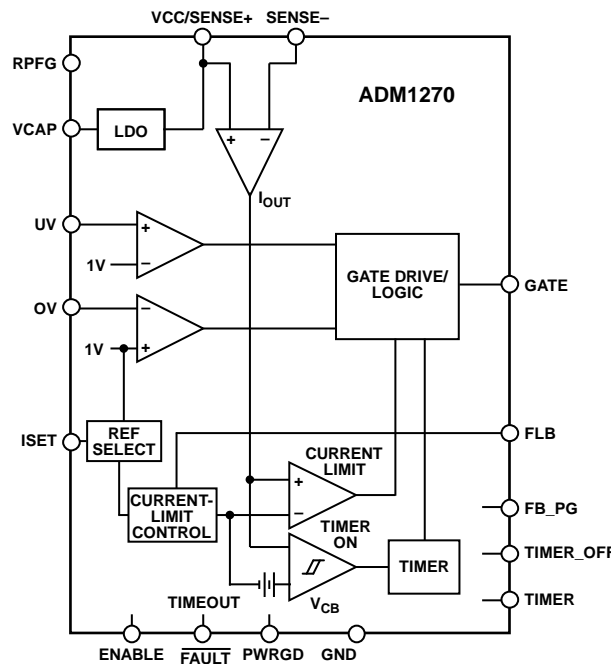 VCC/SENSE+ SENSE–
RPFG
ADM1270
VCAP
LDO
+ –
IOUT
UV
+
1V
–
GATE DRIVE/
LOGIC
GATE
OV
–
1V
+
ISET
REF
SELECT
FLB
CURRENT
LIMIT
+
CURRENT-
LIMIT
CONTROL
–
FB_PG
TIMER
ON
TIMER_OFF
TIMER
VCB
TIMEOUT
TIMER
ENABLE
FAULT
PWRGD
GND